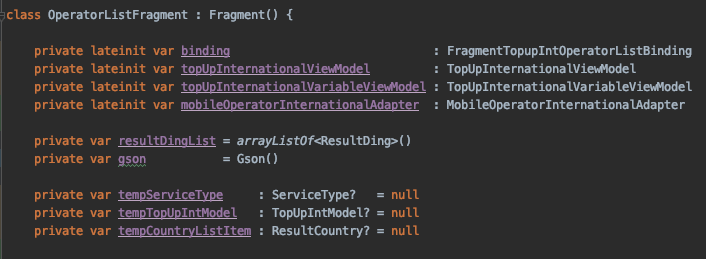 class OperatorListFragment : Fragment() {
private lateinit var binding : FragmentTopupIntOperatorListBinding
private lateinit var topUpInternationalViewModel : TopUpInternationalViewModel
private lateinit var topUpInternationalVariableViewModel : TopUpInternationalVariableViewModel
private lateinit var mobileOperatorInternationalAdapter : MobileOperatorInternationalAdapter
private var resultDingList = arrayListOf<ResultDing>()
private var gson = Gson()
private var tempServiceType : ServiceType? = null
private var tempTopUpIntModel : TopUpIntModel? = null
private var tempCountryListItem : ResultCountry? = null